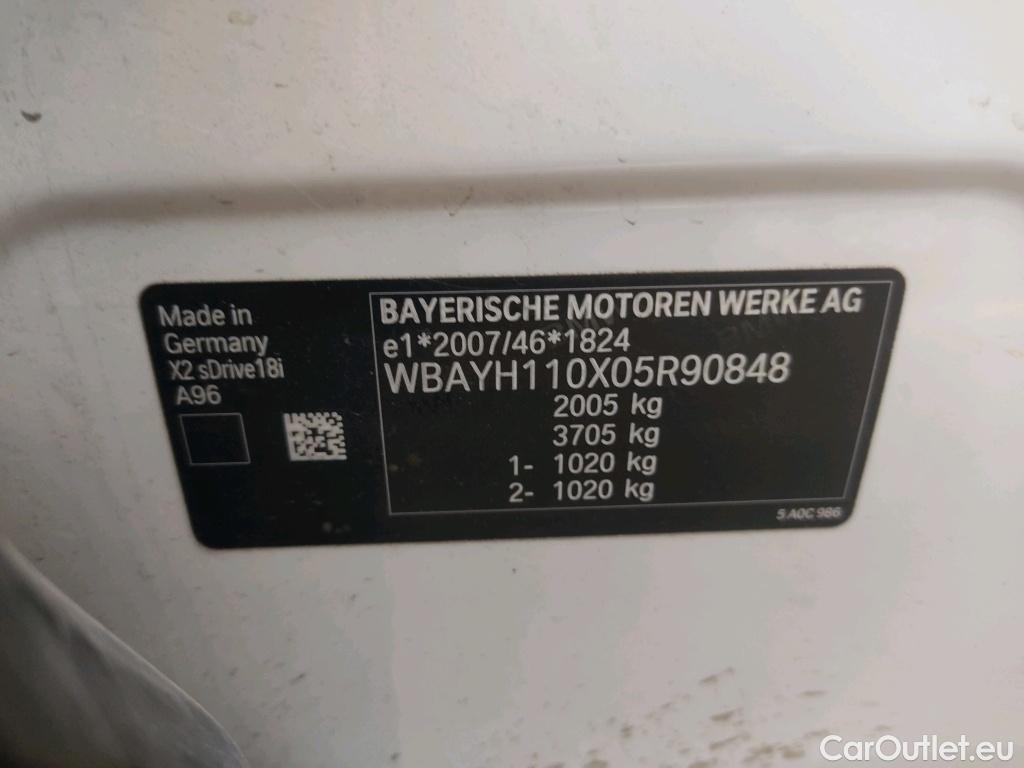 Made in
Germany
X2 sDrive18i
A96
BAYERISCHE MOTOREN WERKE AG
e1*2007/46*1824
WBAYH110X05R90848
2005 kg
3705 kg
1- 1020 kg
2- 1020 kg
5 A0C 986
CarOutlet.eu